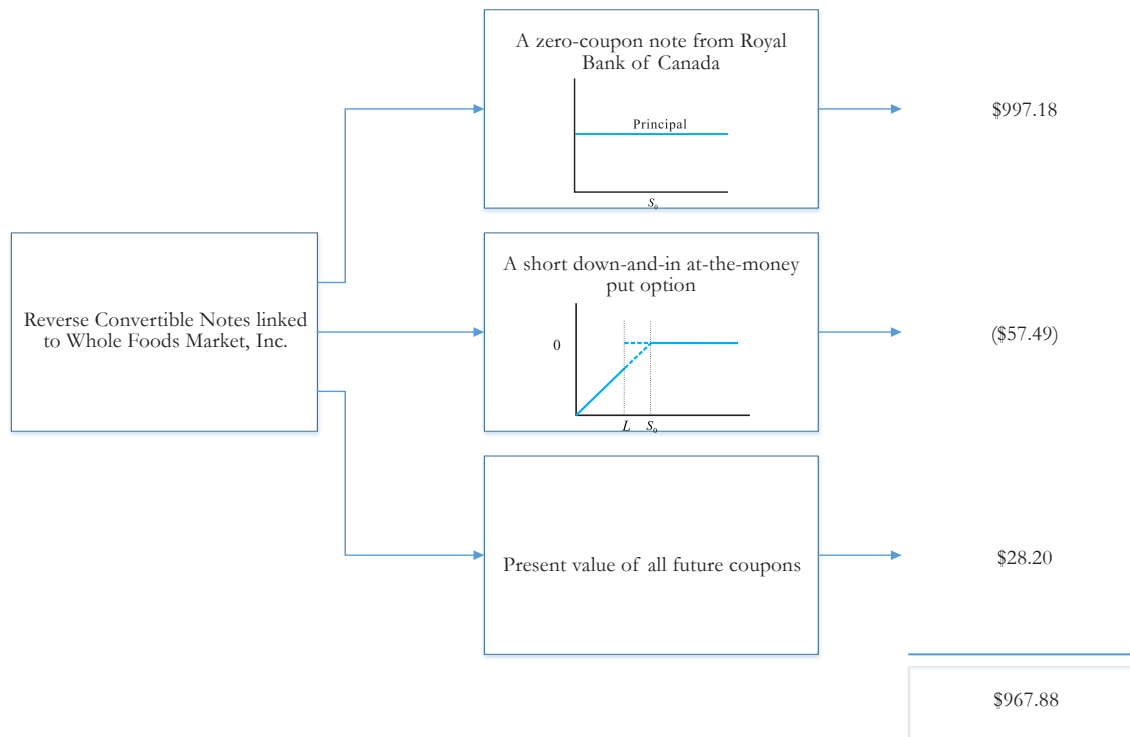 A zero-coupon note from Royal
Bank of Canada
Principal
S₀
$997.18
Reverse Convertible Notes linked
to Whole Foods Market, Inc.
A short down-and-in at-the-money
put option
0
L S₀
($57.49)
Present value of all future coupons
$28.20
$967.88